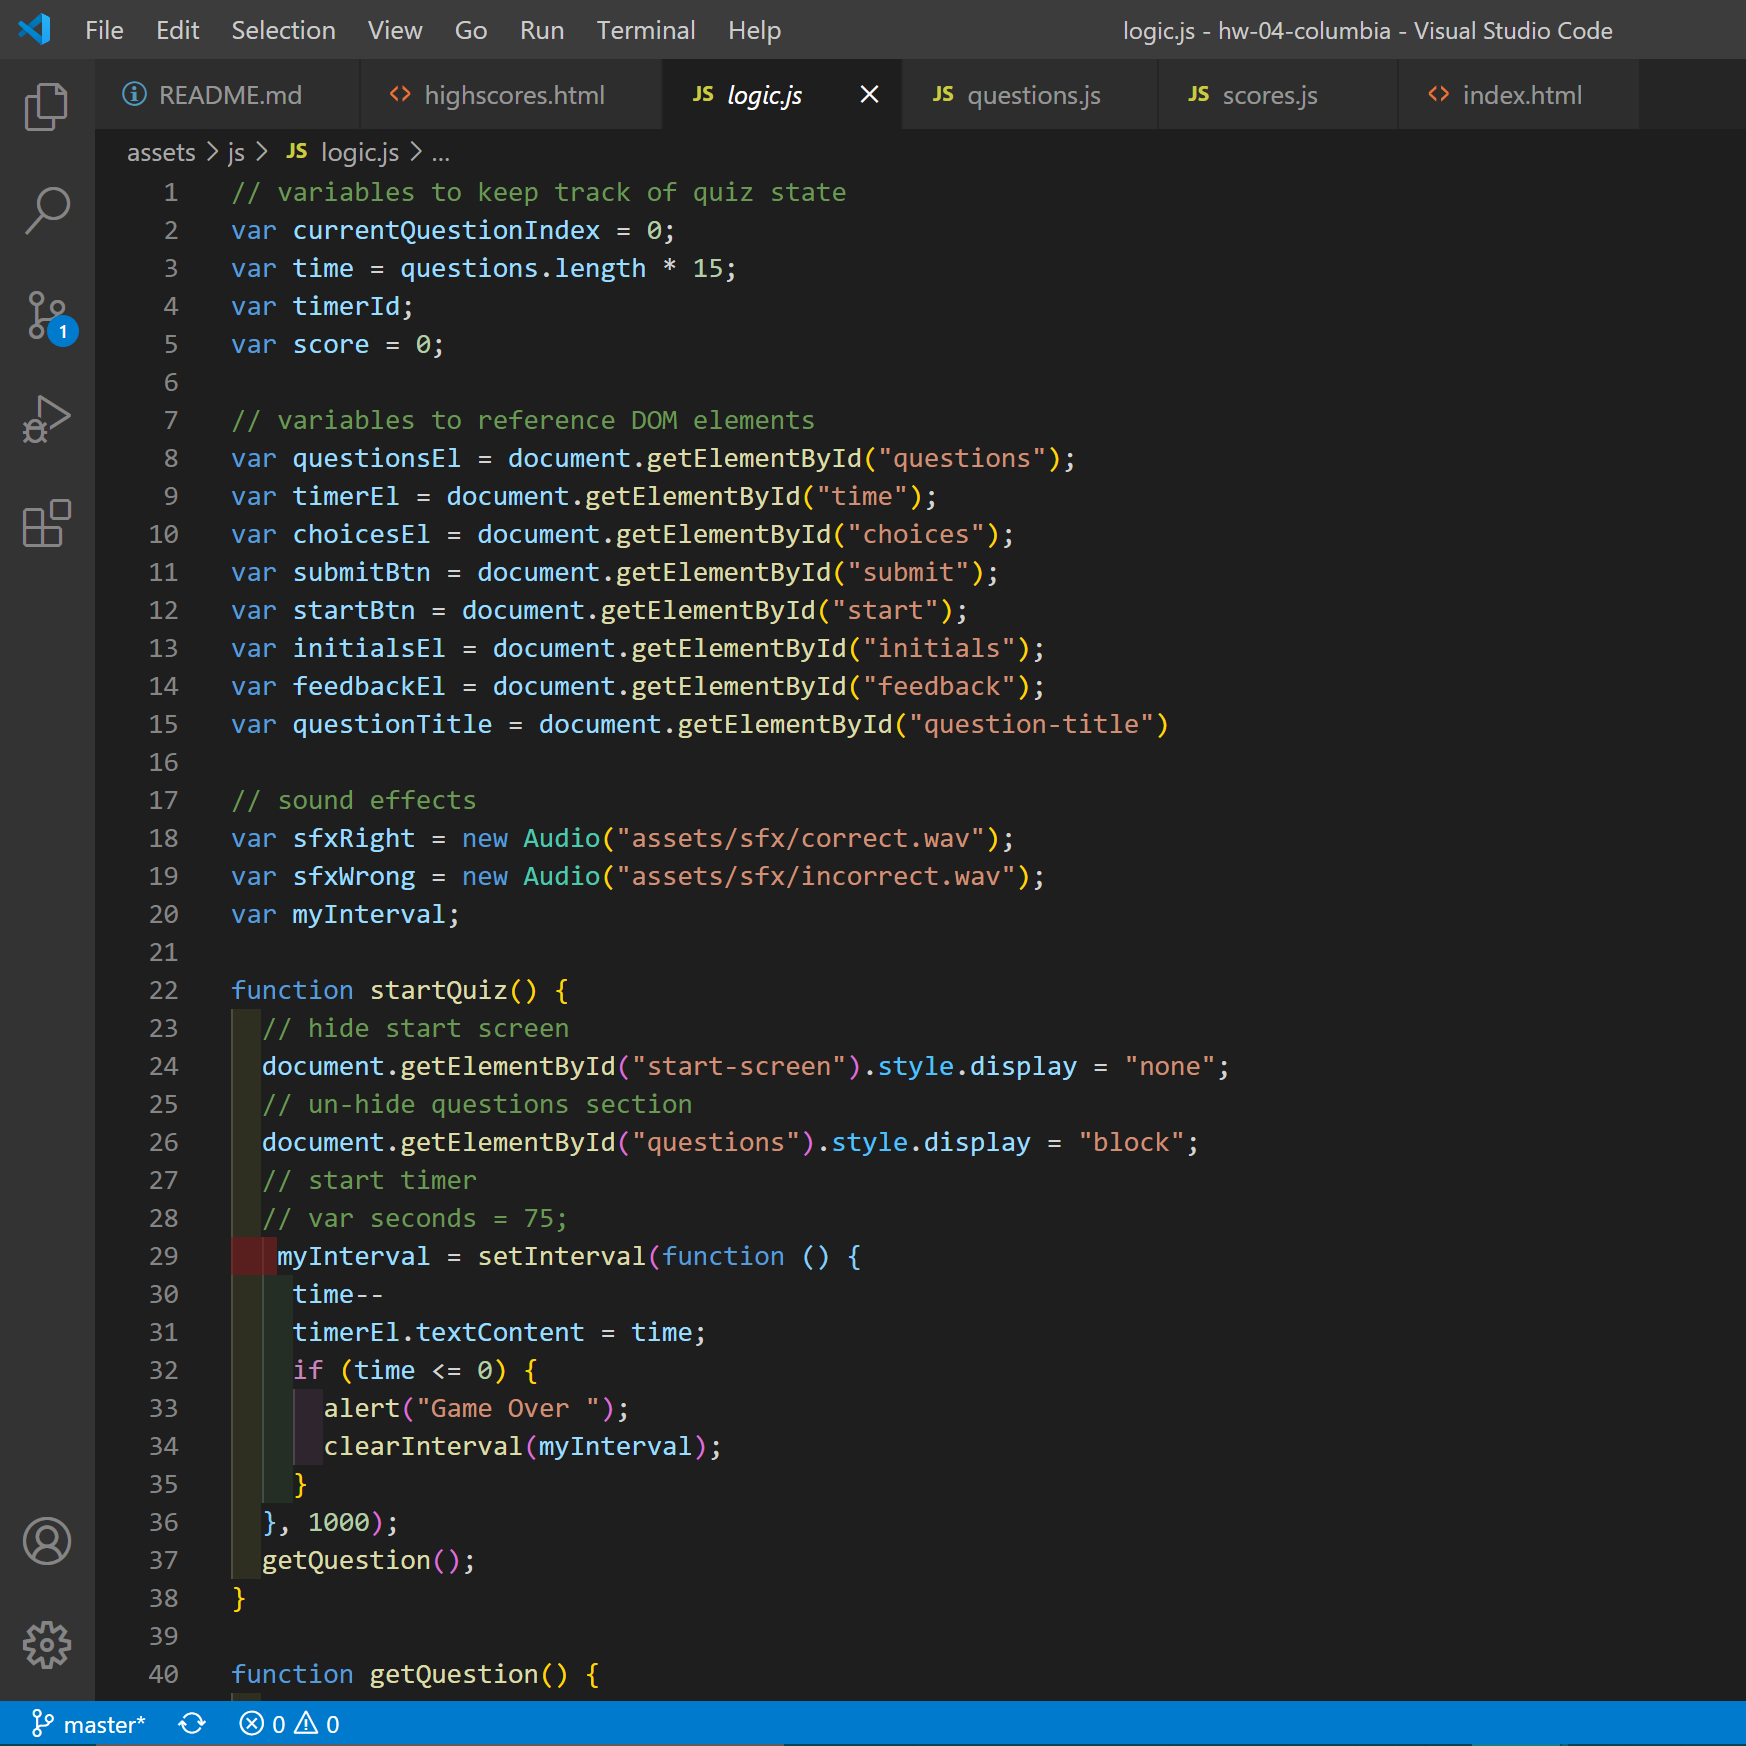 File Edit Selection View Go Run Terminal Help logic.js - hw-04-columbia - Visual Studio Code
README.md highscores.html JS logic.js JS questions.js JS scores.js index.html
assets > js > JS logic.js > ...
1 // variables to keep track of quiz state
2 var currentQuestionIndex = 0;
3 var time = questions.length * 15;
4 var timerId;
5 var score = 0;
6
7 // variables to reference DOM elements
8 var questionsEl = document.getElementById("questions");
9 var timerEl = document.getElementById("time");
10 var choicesEl = document.getElementById("choices");
11 var submitBtn = document.getElementById("submit");
12 var startBtn = document.getElementById("start");
13 var initialsEl = document.getElementById("initials");
14 var feedbackEl = document.getElementById("feedback");
15 var questionTitle = document.getElementById("question-title")
16
17 // sound effects
18 var sfxRight = new Audio("assets/sfx/correct.wav");
19 var sfxWrong = new Audio("assets/sfx/incorrect.wav");
20 var myInterval;
21
22 function startQuiz() {
23 // hide start screen
24 document.getElementById("start-screen").style.display = "none";
25 // un-hide questions section
26 document.getElementById("questions").style.display = "block";
27 // start timer
28 // var seconds = 75;
29 myInterval = setInterval(function () {
30 time--
31 timerEl.textContent = time;
32 if (time <= 0) {
33 alert("Game Over ");
34 clearInterval(myInterval);
35 }
36 }, 1000);
37 getQuestion();
38 }
39
40 function getQuestion() {
1
master* 0 0